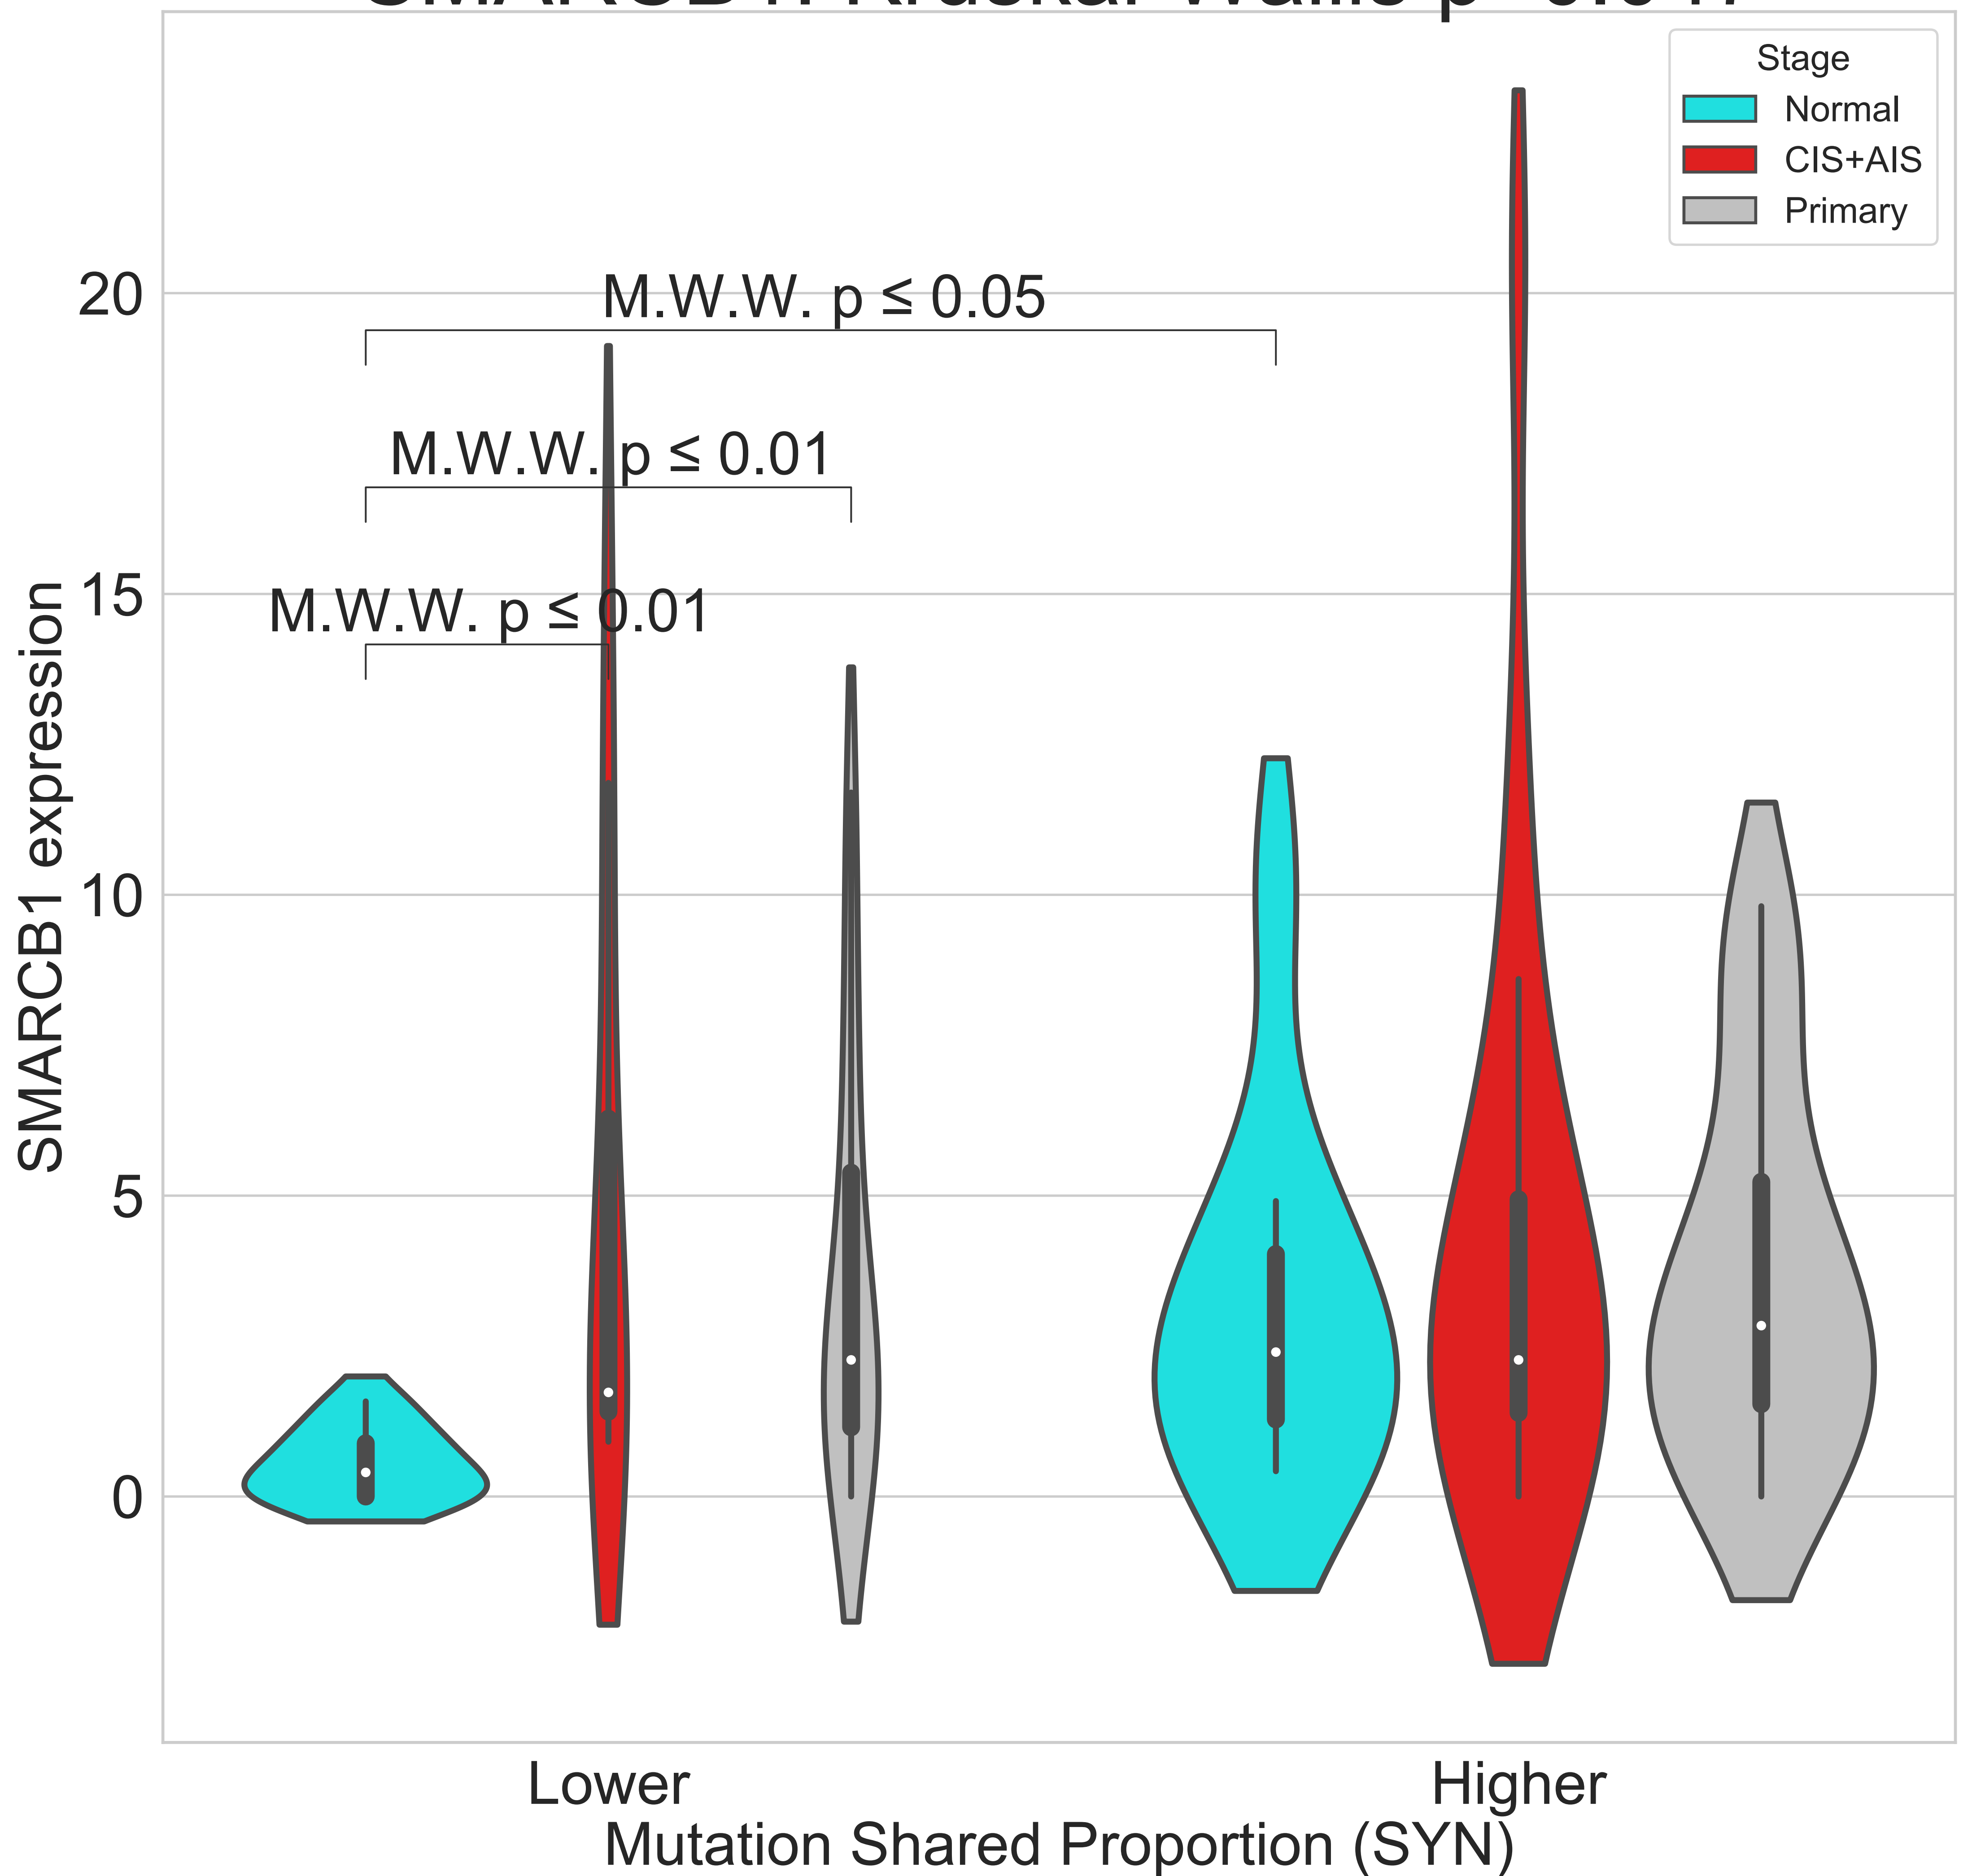 Stage
Normal
CIS+AIS
Primary
M.W.W. p ≤ 0.05
M.W.W. p ≤ 0.01
M.W.W. p ≤ 0.01
20
15
10
5
0
SMARCB1 expression
Lower
Higher
Mutation Shared Proportion (SYN)